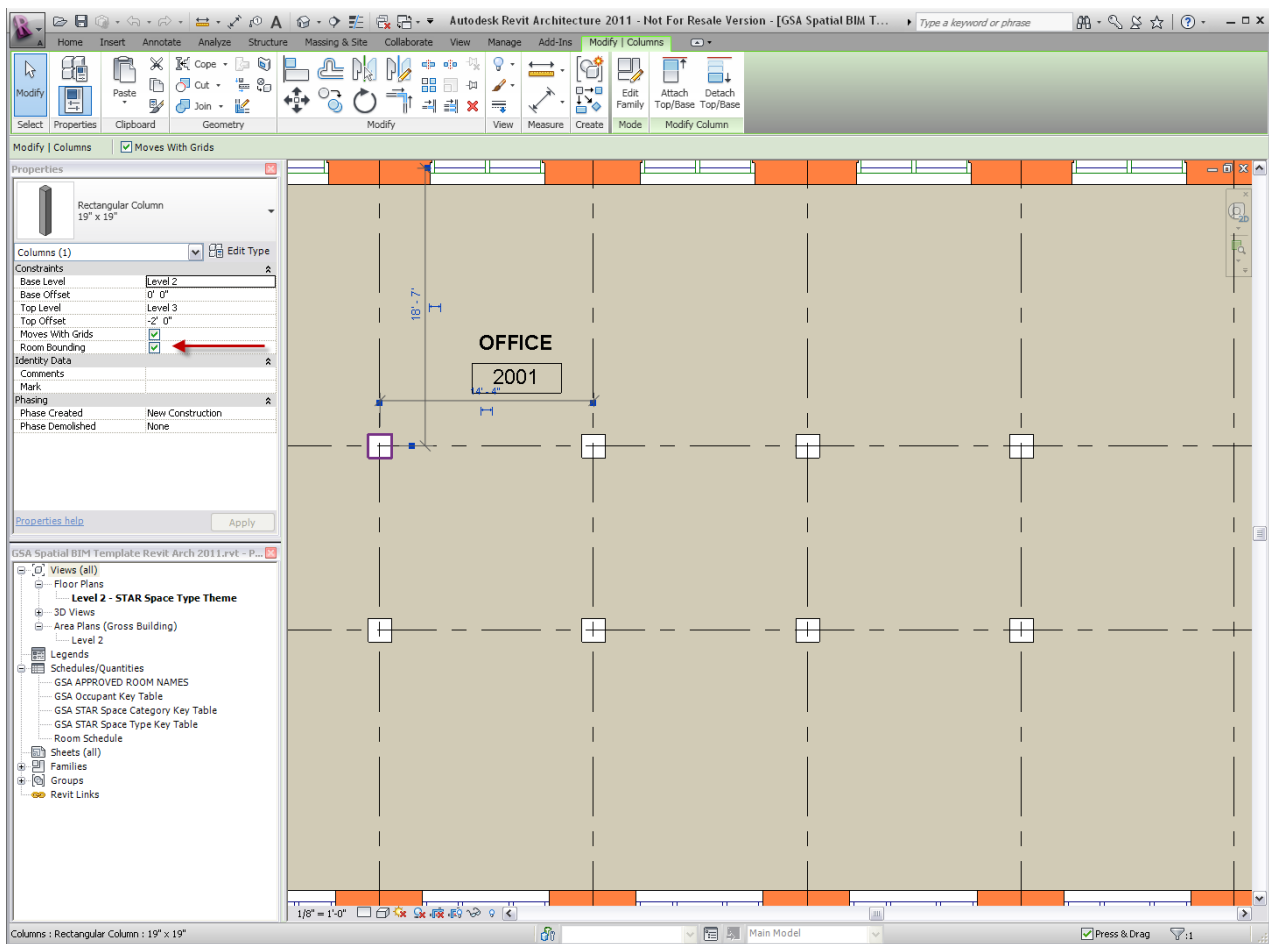 Autodesk Revit Architecture 2011 - Not For Resale Version - [GSA Spatial BIM T...
Type a keyword or phrase
Home Insert Annotate Analyze Structure Massing & Site Collaborate View Manage Add-Ins Modify | Columns
Modify
Paste
Cope
Cut
Join
Edit Family
Attach Top/Base
Detach Top/Base
Select Properties Clipboard Geometry Modify View Measure Create Mode Modify Column
Modify | Columns Moves With Grids
Properties
Rectangular Column
19" x 19"
Columns (1) Edit Type
Constraints
Base Level Level 2
Base Offset 0' 0"
Top Level Level 3
Top Offset -2' 0"
Moves With Grids
Room Bounding
Identity Data
Comments
Mark
Phasing
Phase Created New Construction
Phase Demolished None
Properties help Apply
GSA Spatial BIM Template Revit Arch 2011.rvt - P...
Views (all)
Floor Plans
Level 2 - STAR Space Type Theme
3D Views
Area Plans (Gross Building)
Level 2
Legends
Schedules/Quantities
GSA APPROVED ROOM NAMES
GSA Occupant Key Table
GSA STAR Space Category Key Table
GSA STAR Space Type Key Table
Room Schedule
Sheets (all)
Families
Groups
Revit Links
2D
18' - 7"
OFFICE
2001
14' - 4"
1/8" = 1'-0"
Columns : Rectangular Column : 19" x 19"
Main Model
Press & Drag
:1